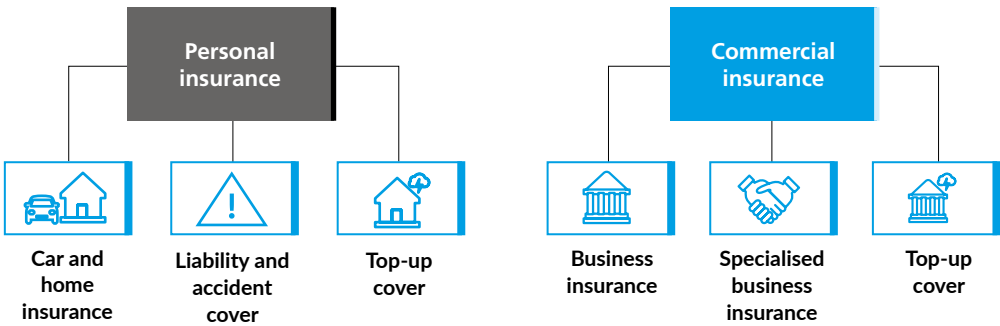 Personal
insurance
Commercial
insurance
Car and
home
insurance
Liability and
accident
cover
Top-up
cover
Business
insurance
Specialised
business
insurance
Top-up
cover